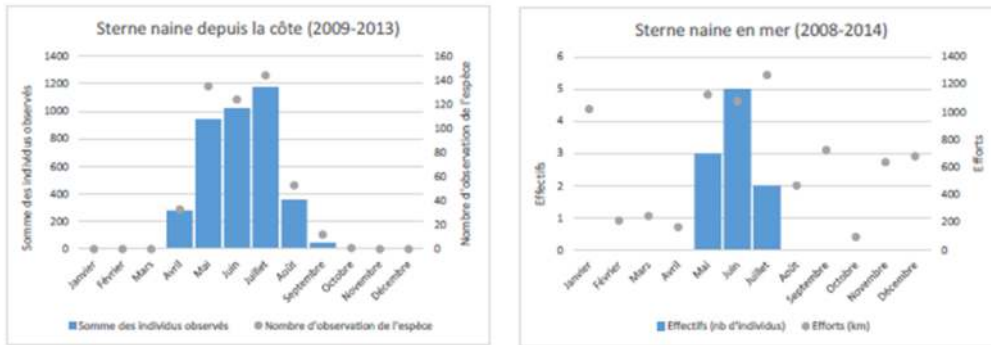 Sterne naine depuis la côte (2009-2013)
Somme des individus observés
1400
1200
1000
800
600
400
200
0
160
140
120
100
80
60
40
20
0
Nombre d'observation de l'espèce
Janvier
Février
Mars
Avril
Mai
Juin
Juillet
Août
Septembre
Octobre
Novembre
Décembre
Somme des individus observés
Nombre d'observation de l'espèce
Sterne naine en mer (2008-2014)
Effectifs
6
5
4
3
2
1
0
1400
1200
1000
800
600
400
200
0
Efforts
Janvier
Février
Mars
Avril
Mai
Juin
Juillet
Août
Septembre
Octobre
Novembre
Décembre
Effectifs (nb d'individus)
Efforts (km)